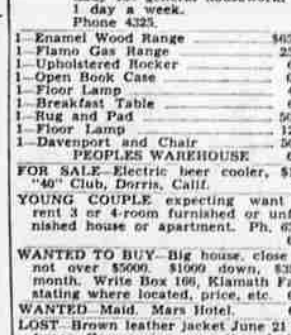 1 day a week.
Phone 4325.
1—Enamel Wood Range
1—Flamo Gas Range
1—Upholstered Rocker
1—Open Book Case
1—Floor Lamp
1—Breakfast Table
1—Rug and Pad
1—Floor Lamp
1—Davenport and Chair
PEOPLES WAREHOUSE
FOR SALE—Electric beer cooler,
"40" Club, Dorris, Calif.
YOUNG COUPLE expecting want
rent 3 or 4-room furnished or unf
nished house or apartment. Ph.
WANTED TO BUY—Big house, close
not over $5000. $1000 down,
month. Write Box 166, Klamath Fa
stating where located, price, etc.
WANTED—Maid. Mars Hotel.
LOST—Brown leather jacket June 21